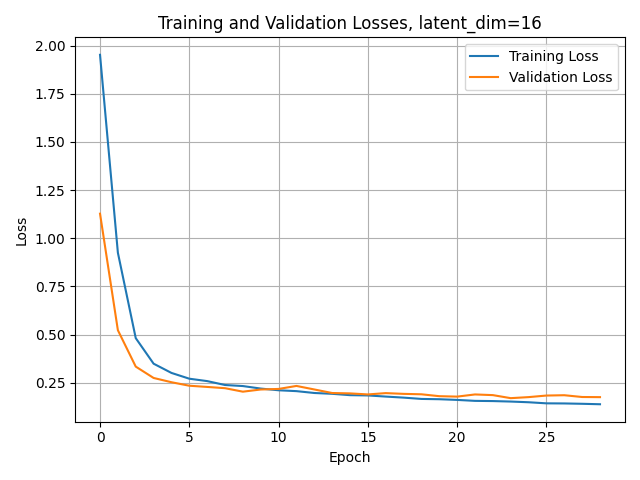 Training and Validation Losses, latent_dim=16
Training Loss
Validation Loss
2.00
1.75
1.50
1.25
1.00
0.75
0.50
0.25
Loss
0 5 10 15 20 25
Epoch